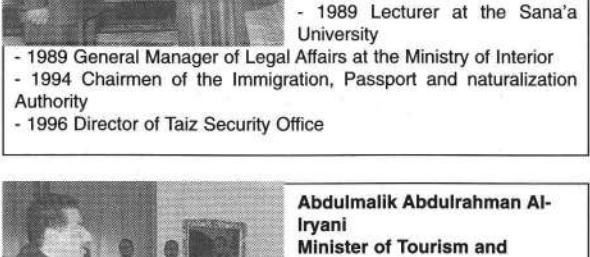 - 1989 Lecturer at the Sana'a
University
- 1989 General Manager of Legal Affairs at the Ministry of Interior
- 1994 Chairmen of the Immigration, Passport and naturalization
Authority
- 1996 Director of Taiz Security Office
Abdulmalik Abdulrahman Al-
Iryani
Minister of Tourism and